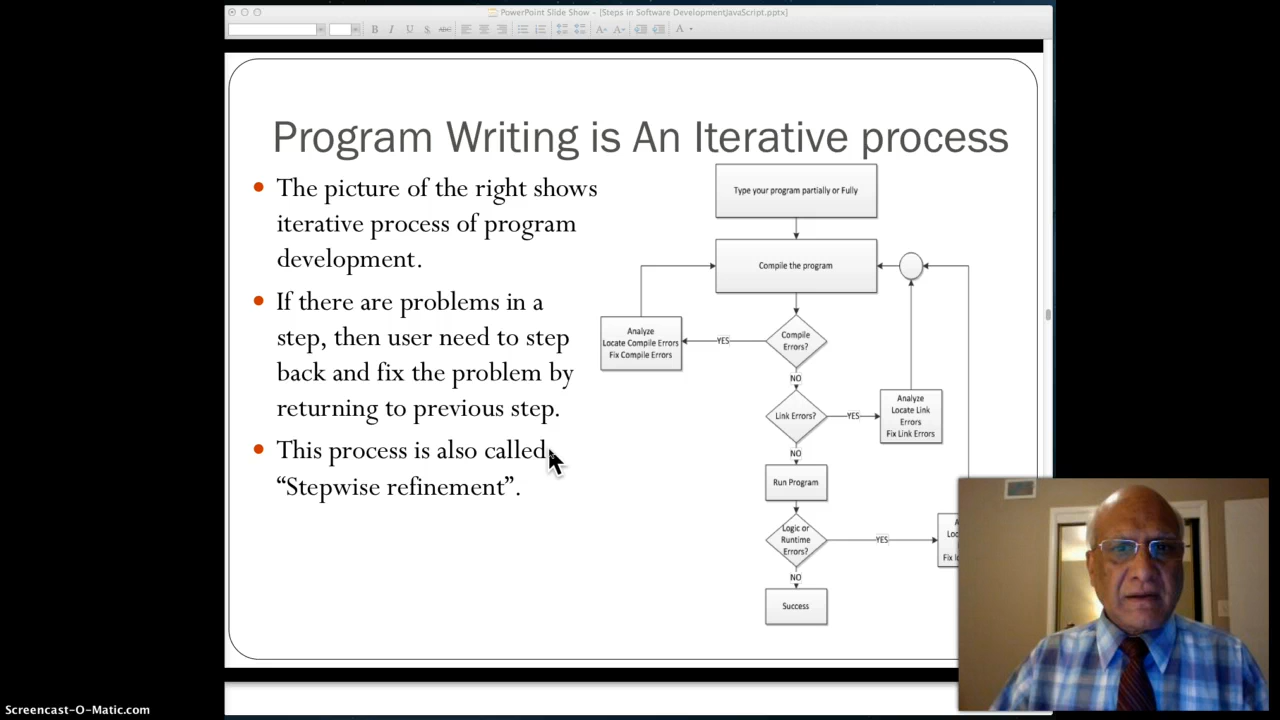 PowerPoint Slide Show - [Steps in Software DevelopmentJavaScript.pptx]
Program Writing is An Iterative process
The picture of the right shows
iterative process of program
development.
If there are problems in a
step, then user need to step
back and fix the problem by
returning to previous step.
This process is also called
“Stepwise refinement”.
Type your program partially or Fully
Compile the program
Compile
Errors?
YES
Analyze
Locate Compile Errors
Fix Compile Errors
NO
Link Errors?
YES
Analyze
Locate Link
Errors
Fix Link Errors
NO
Run Program
Logic or
Runtime
Errors?
YES
NO
Success
Screencast-O-Matic.com